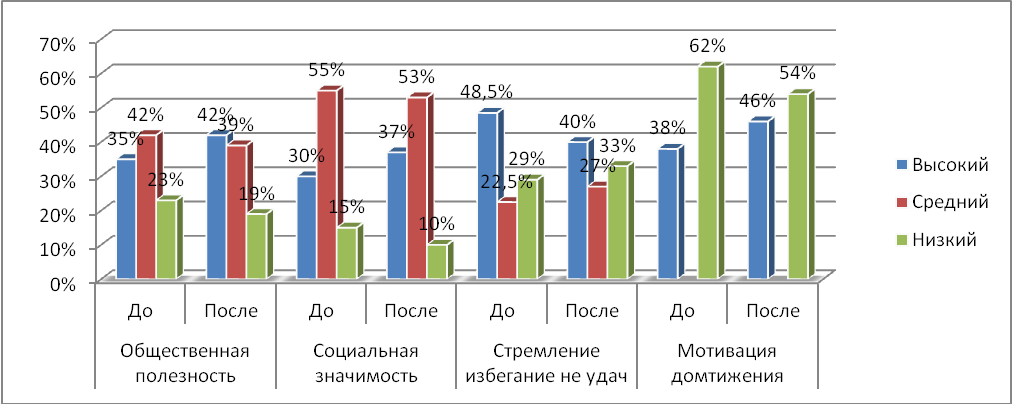 70%
60%
50%
40%
30%
20%
10%
0%
35%
42%
23%
42%
39%
19%
30%
55%
15%
37%
53%
10%
48,5%
22,5%
29%
40%
27%
33%
38%
62%
46%
54%
До
После
До
После
До
После
До
После
Общественная
полезность
Социальная
значимость
Стремление
избегание не удач
Мотивация
домтижения
Высокий
Средний
Низкий